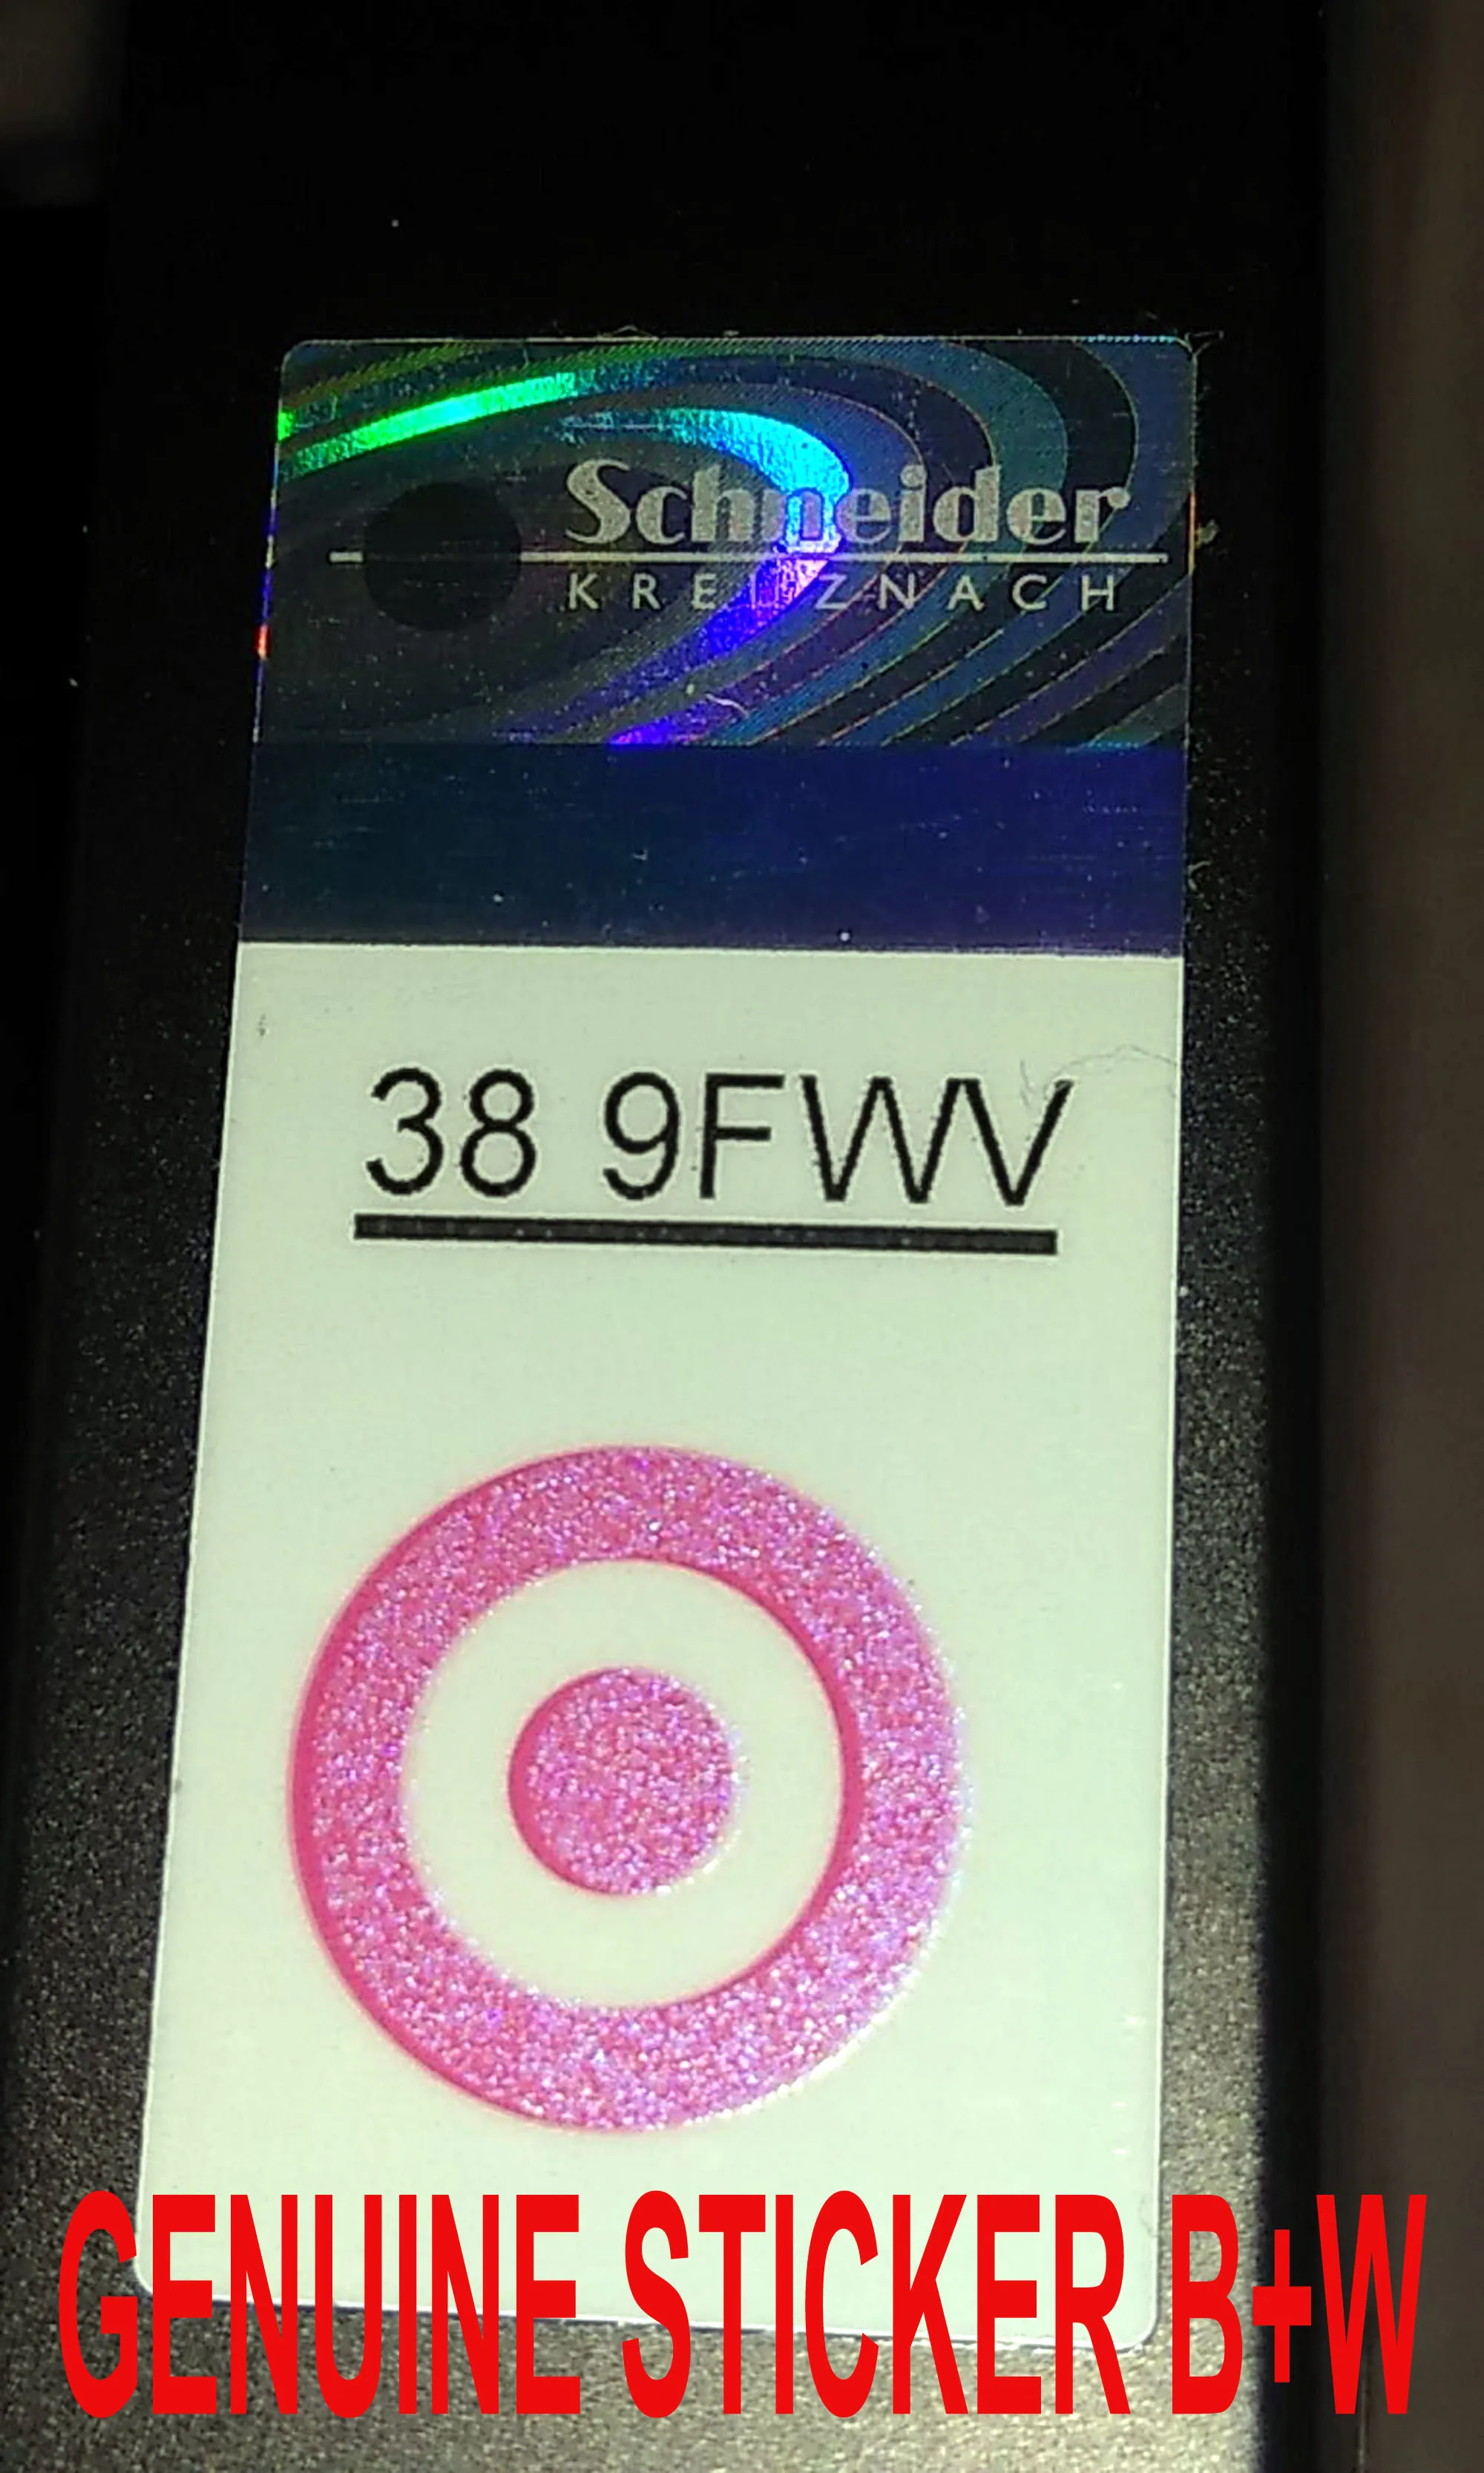 Schneider
KREUZNACH
38 9FWV
GENUINE STICKER B+W